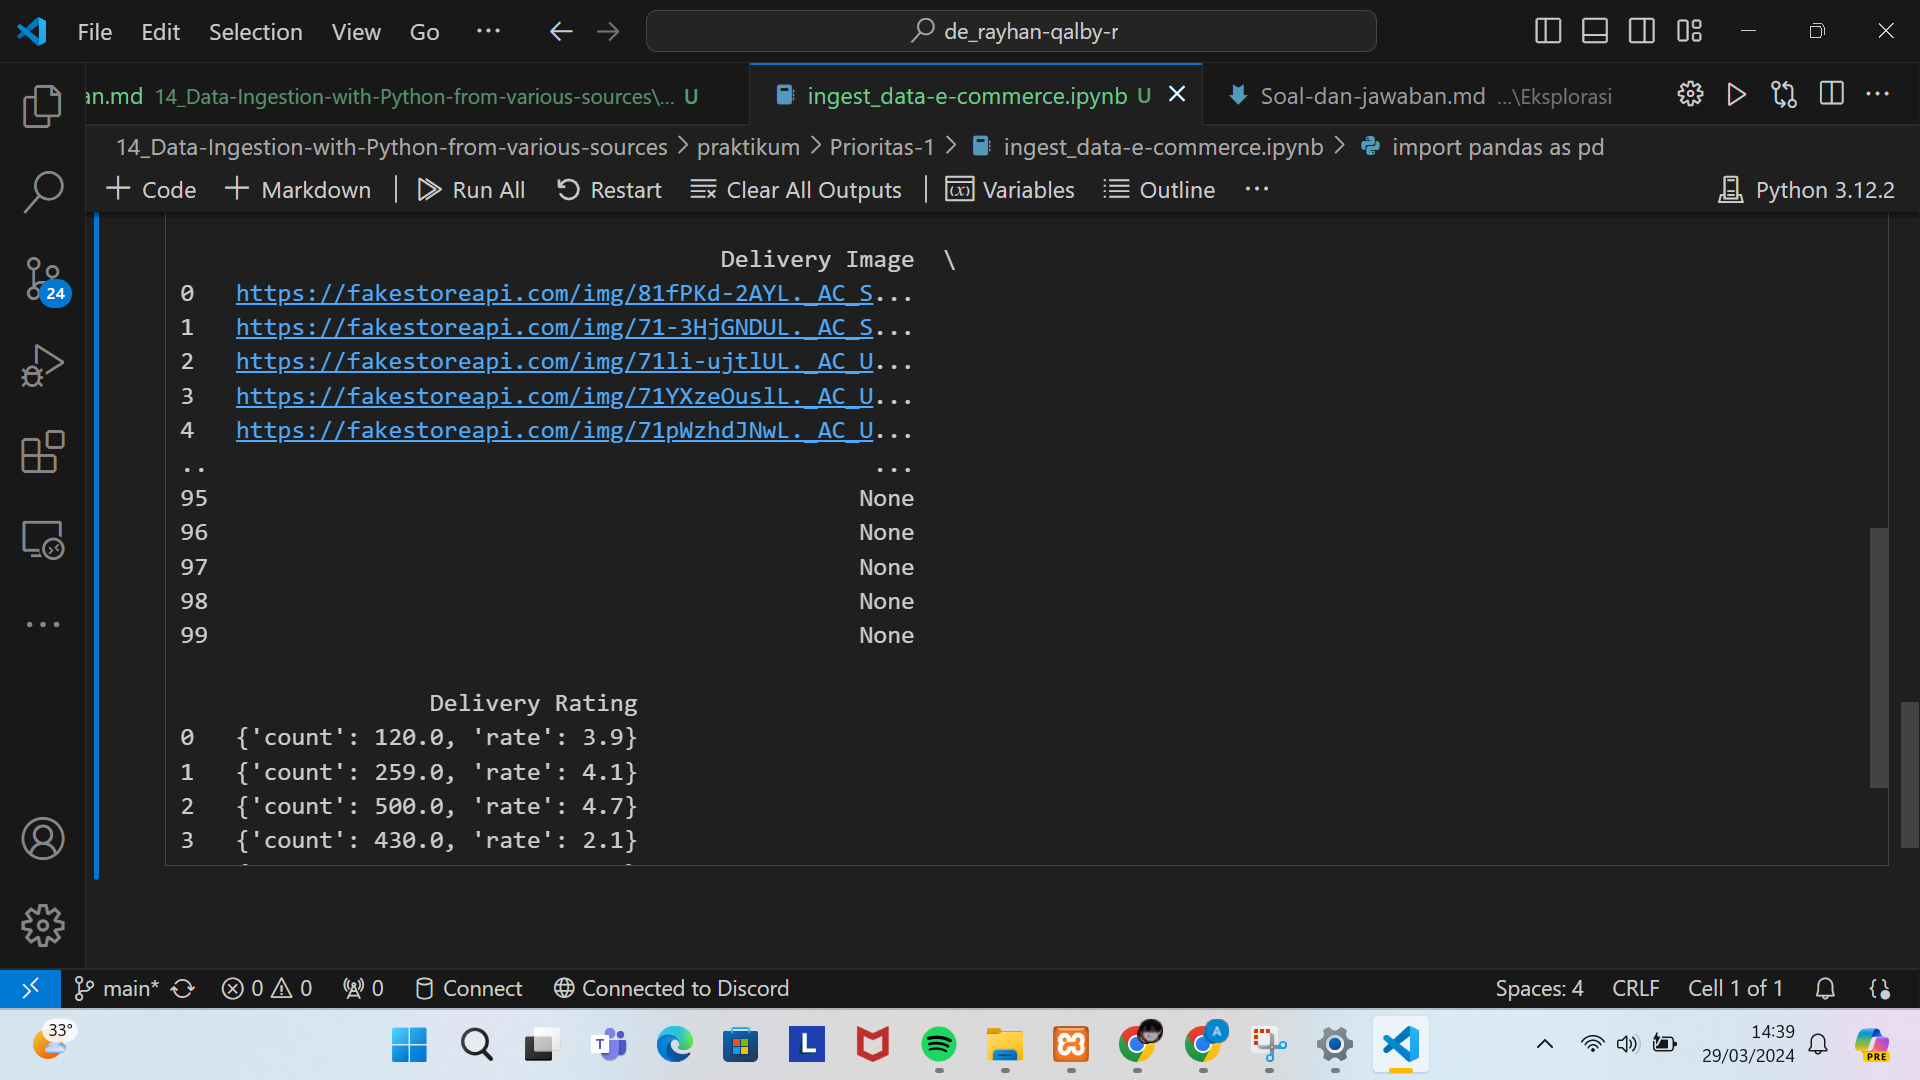 File Edit Selection View Go ··· de_rayhan-qalby-r
an.md 14_Data-Ingestion-with-Python-from-various-sources\... U ingest_data-e-commerce.ipynb U Soal-dan-jawaban.md ...\Eksplorasi ···
14_Data-Ingestion-with-Python-from-various-sources > praktikum > Prioritas-1 > ingest_data-e-commerce.ipynb > import pandas as pd
+ Code + Markdown | Run All Restart Clear All Outputs | (x) Variables Outline ··· Python 3.12.2
Delivery Image \
0 https://fakestoreapi.com/img/81fPKd-2AYL._AC_S...
1 https://fakestoreapi.com/img/71-3HjGNDUL._AC_S...
2 https://fakestoreapi.com/img/71li-ujtlUL._AC_U...
3 https://fakestoreapi.com/img/71YXzeOuslL._AC_U...
4 https://fakestoreapi.com/img/71pWzhdJNwL._AC_U...
.. ...
95 None
96 None
97 None
98 None
99 None
Delivery Rating
0 {'count': 120.0, 'rate': 3.9}
1 {'count': 259.0, 'rate': 4.1}
2 {'count': 500.0, 'rate': 4.7}
3 {'count': 430.0, 'rate': 2.1}
24
main* 0 0 0 Connect Connected to Discord Spaces: 4 CRLF Cell 1 of 1
33°
T
L
A
PRE
14:39
29/03/2024